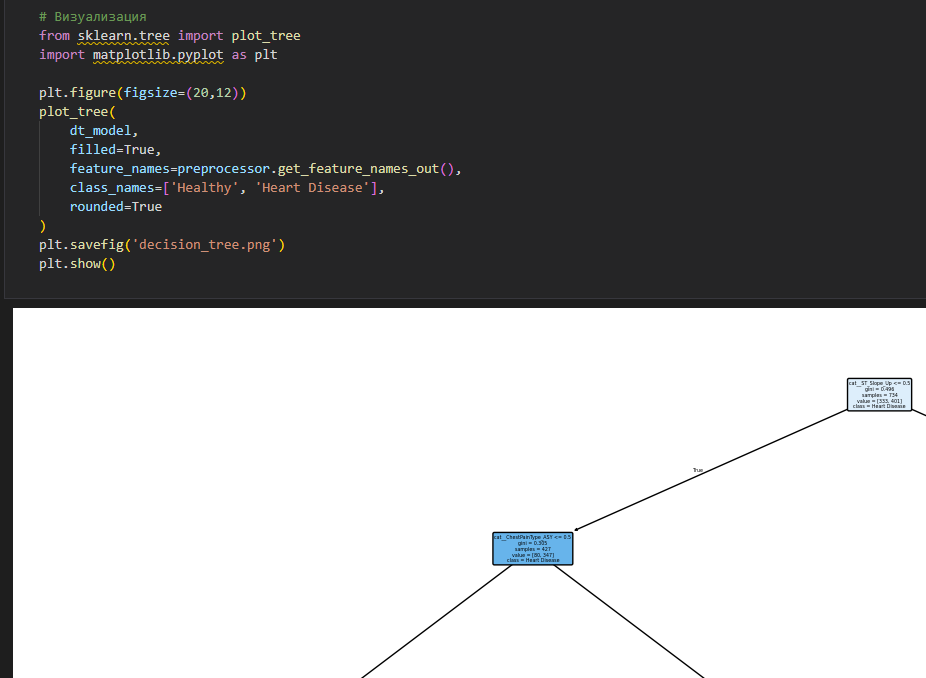 # Визуализация
from sklearn.tree import plot_tree
import matplotlib.pyplot as plt
plt.figure(figsize=(20,12))
plot_tree(
dt_model,
filled=True,
feature_names=preprocessor.get_feature_names_out(),
class_names=['Healthy', 'Heart Disease'],
rounded=True
)
plt.savefig('decision_tree.png')
plt.show()
cat__ST_Slope_Up <= 0.5
gini = 0.496
samples = 734
value = [333, 401]
class = Heart Disease
True
cat__ChestPainType_ASY <= 0.5
gini = 0.305
samples = 427
value = [80, 347]
class = Heart Disease